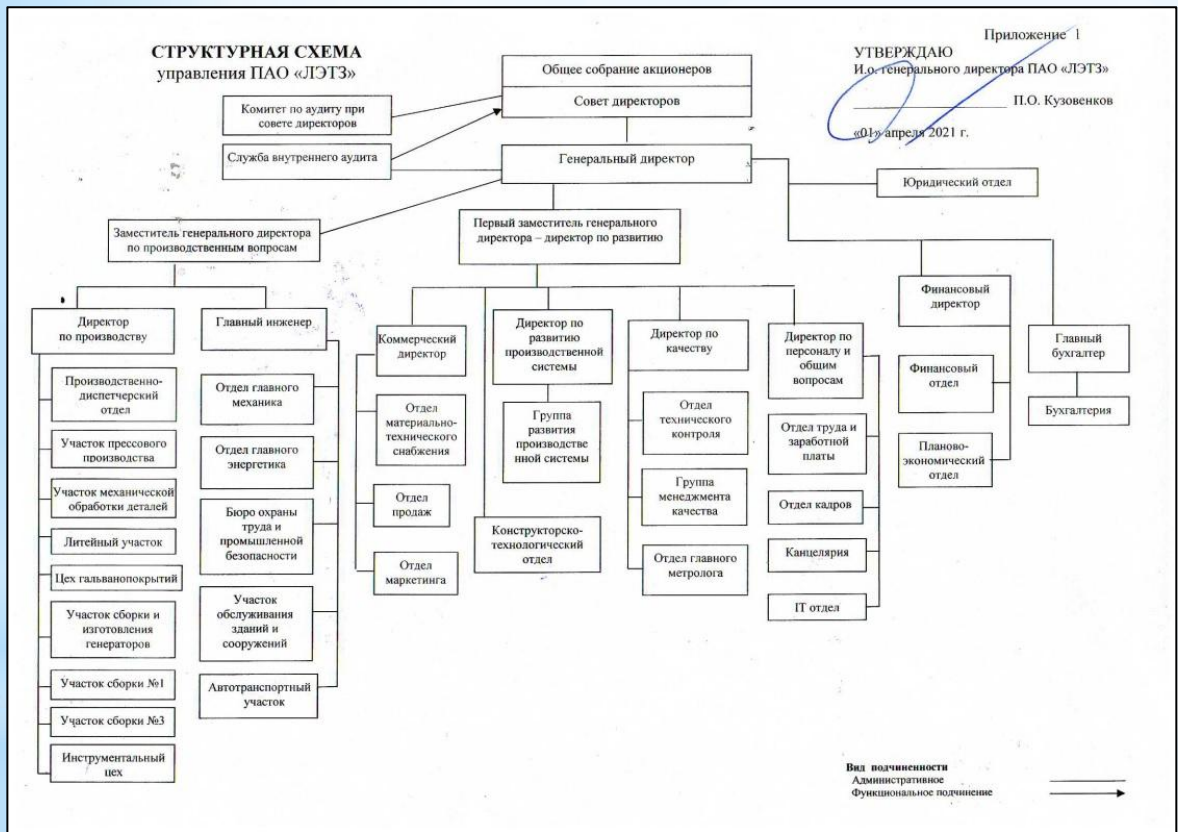 СТРУКТУРНАЯ СХЕМА
управления ПАО «ЛЭТЗ»
Приложение 1
УТВЕРЖДАЮ
И.о. генерального директора ПАО «ЛЭТЗ»
П.О. Кузовенков
«01» апреля 2021 г.
Общее собрание акционеров
Совет директоров
Комитет по аудиту при
совете директоров
Служба внутреннего аудита
Генеральный директор
Юридический отдел
Заместитель генерального директора
по производственным вопросам
Первый заместитель генерального
директора – директор по развитию
Директор
по производству
Производственно-
диспетчерский
отдел
Участок прессового
производства
Участок механической
обработки деталей
Литейный участок
Цех гальванопокрытий
Участок сборки и
изготовления
генераторов
Участок сборки №1
Участок сборки №3
Инструментальный
цех
Главный инженер
Отдел главного
механика
Отдел главного
энергетика
Бюро охраны
труда и
промышленной
безопасности
Участок
обслуживания
зданий и
сооружений
Автотранспортный
участок
Коммерческий
директор
Отдел
материально-
технического
снабжения
Отдел
продаж
Отдел
маркетинга
Директор по
развитию
производственной
системы
Группа
развития
производстве
нной системы
Конструкторско-
технологический
отдел
Директор по
качеству
Отдел
технического
контроля
Группа
менеджмента
качества
Отдел главного
метролога
Директор по
персоналу и
общим
вопросам
Отдел труда и
заработной
платы
Отдел кадров
Канцелярия
IT отдел
Финансовый
директор
Финансовый
отдел
Планово-
экономический
отдел
Главный
бухгалтер
Бухгалтерия
Вид подчиненности
Административное
Функциональное подчинение